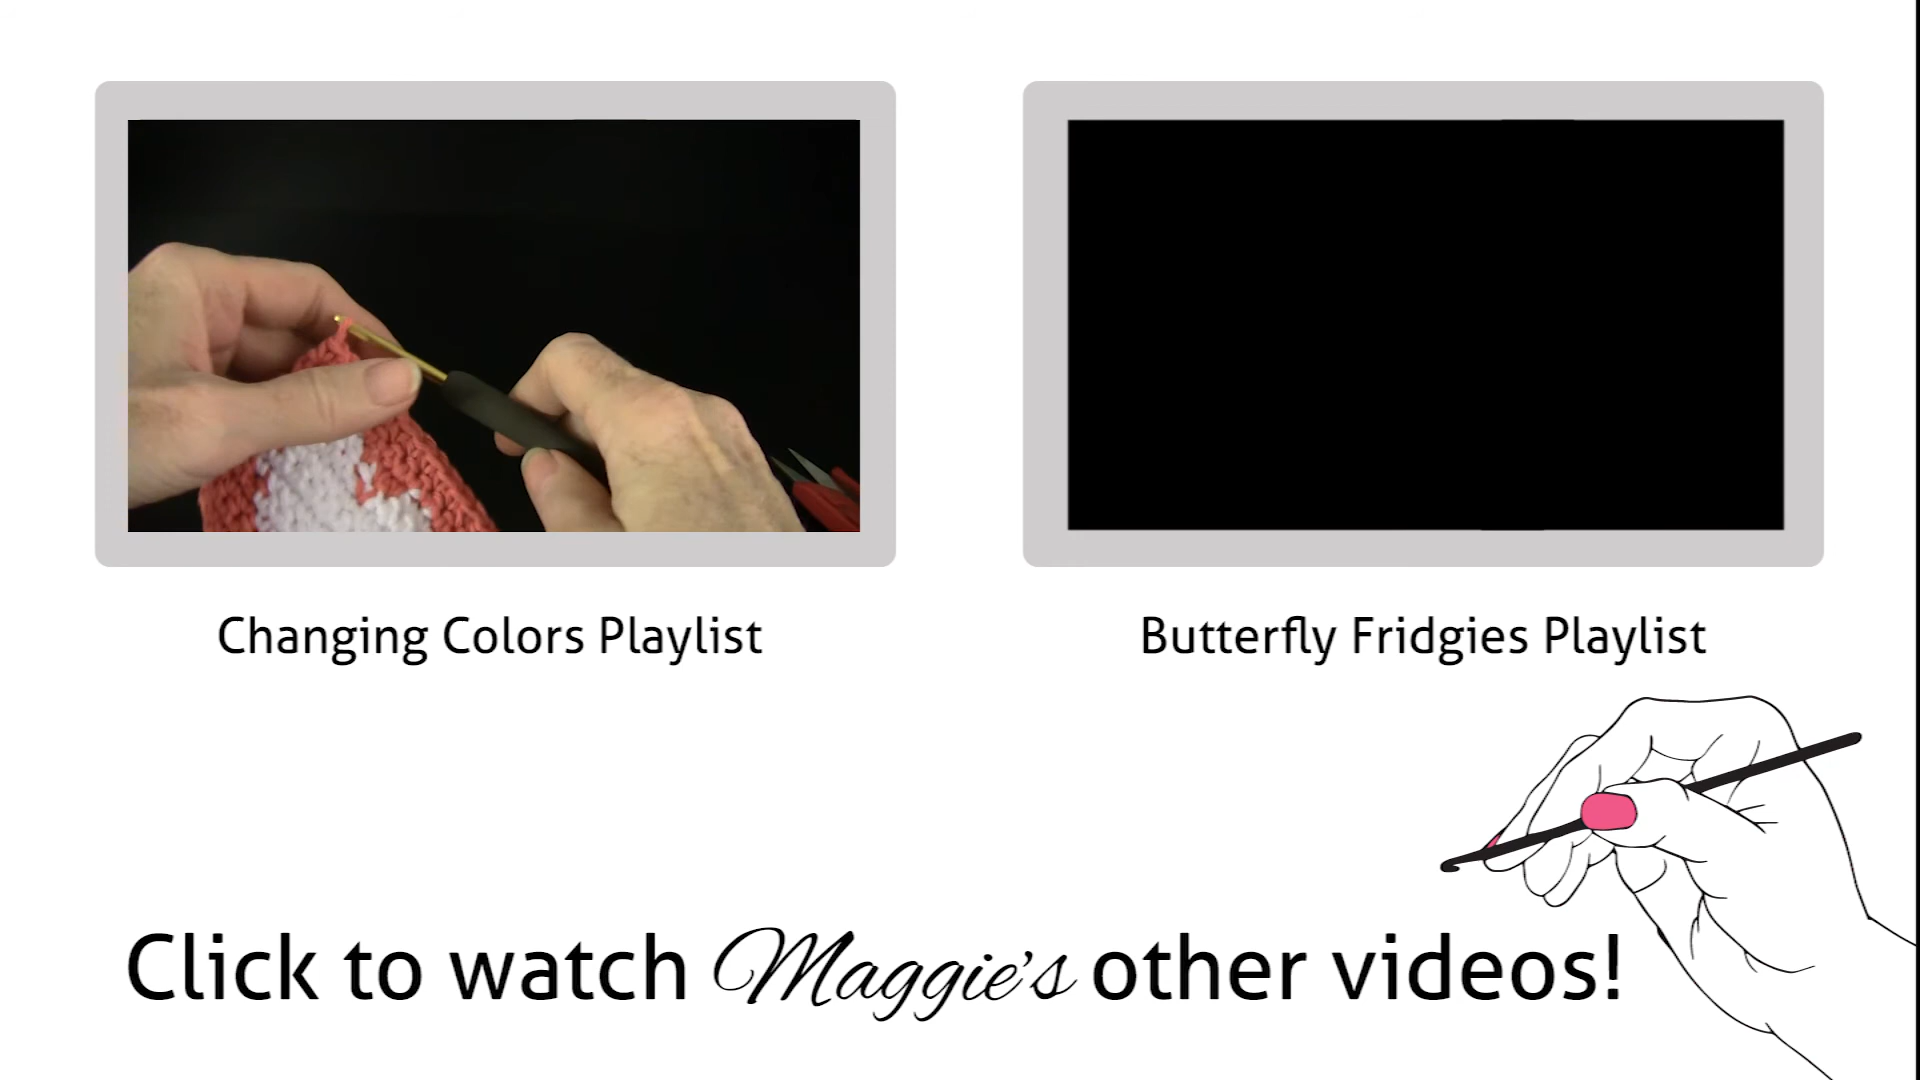 Changing Colors Playlist
Butterfly Fridgies Playlist
Click to watch Maggie's other videos!